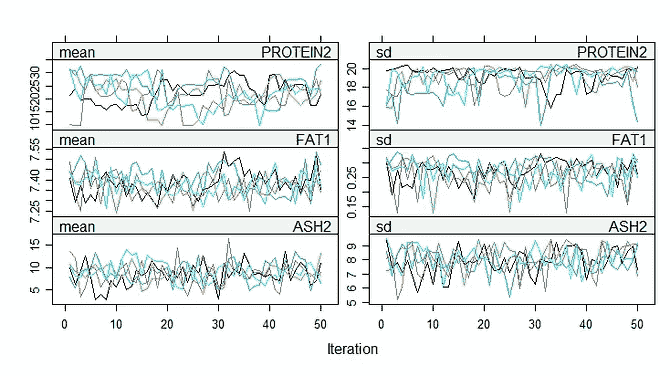 mean PROTEIN2 sd PROTEIN2
1015202530 14 16 18 20
mean FAT1 sd FAT1
7.25 7.40 7.55 0.15 0.25
mean ASH2 sd ASH2
5 10 15 5 6 7 8 9
0 10 20 30 40 50 0 10 20 30 40 50
Iteration